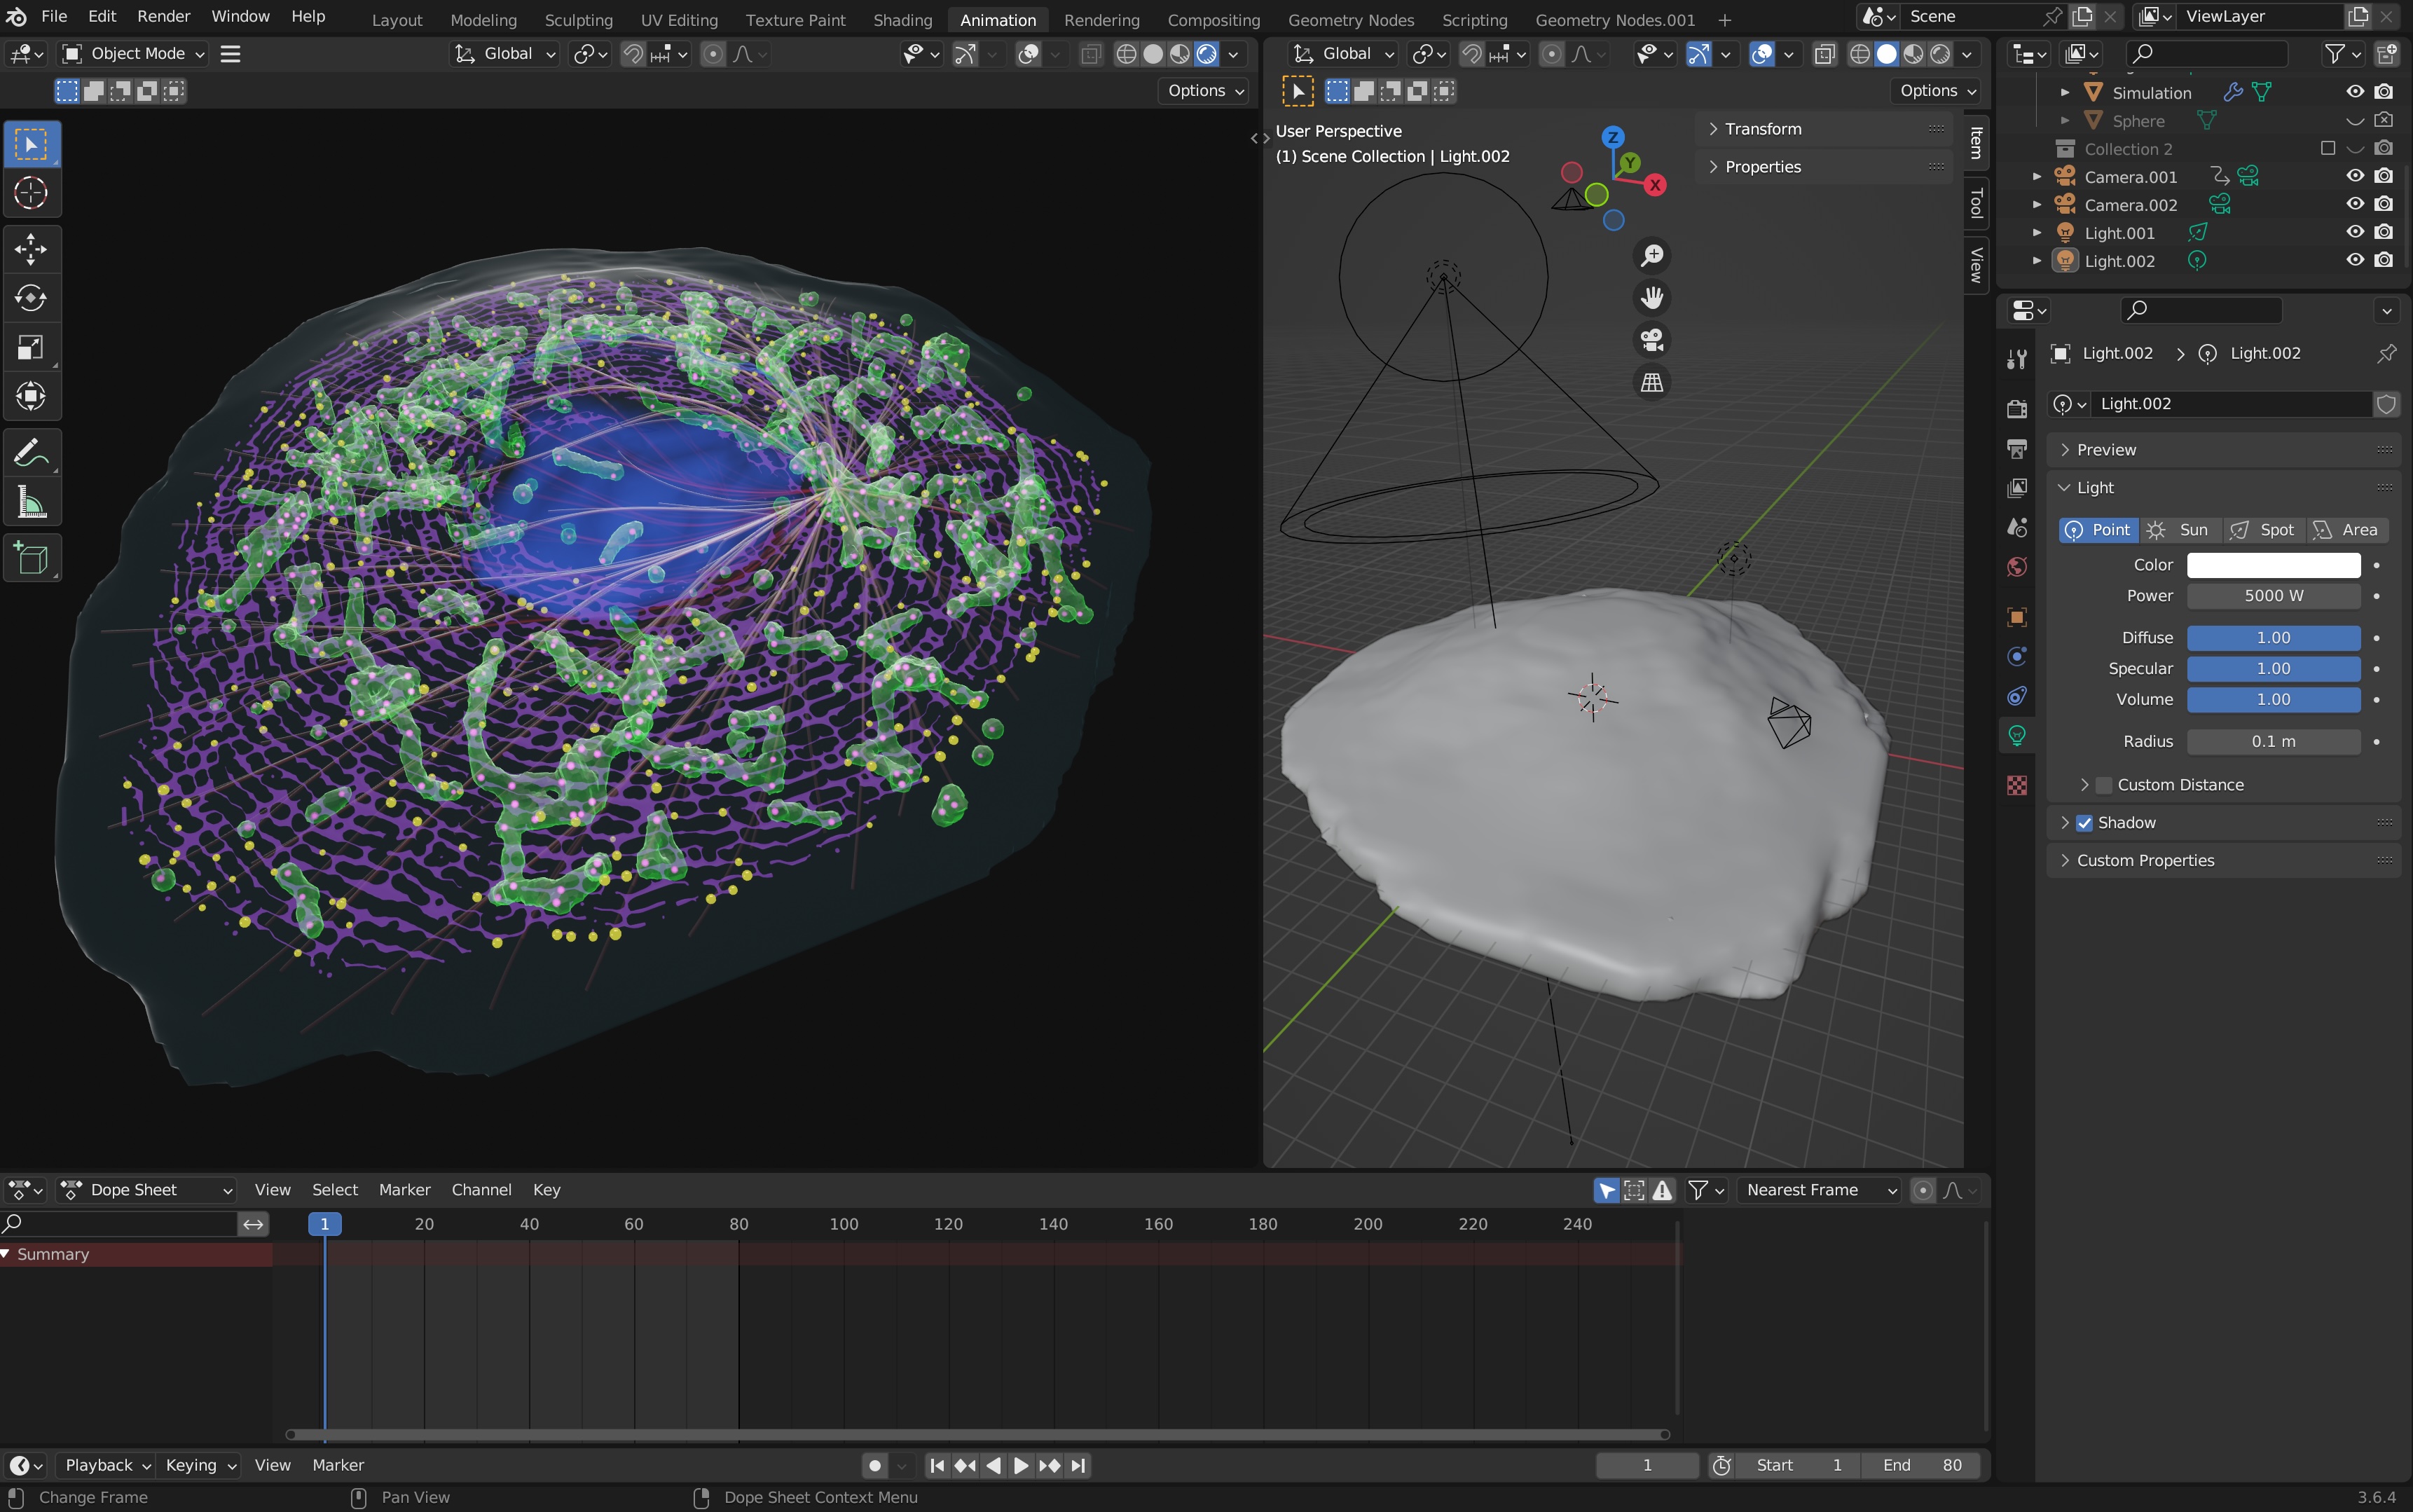 File Edit Render Window Help Layout Modeling Sculpting UV Editing Texture Paint Shading Animation Rendering Compositing Geometry Nodes Scripting Geometry Nodes.001 + Scene ViewLayer
Object Mode Global Global
Options Options
User Perspective
(1) Scene Collection | Light.002
Z
Y
X
Transform
Properties
Item
Tool
View
Simulation
Sphere
Collection 2
Camera.001
Camera.002
Light.001
Light.002
Light.002 > Light.002
Light.002
Preview
Light
Point Sun Spot Area
Color
Power 5000 W
Diffuse 1.00
Specular 1.00
Volume 1.00
Radius 0.1 m
Custom Distance
Shadow
Custom Properties
Dope Sheet View Select Marker Channel Key Nearest Frame
1 20 40 60 80 100 120 140 160 180 200 220 240
Summary
Playback Keying View Marker 1 Start 1 End 80
Change Frame Pan View Dope Sheet Context Menu 3.6.4